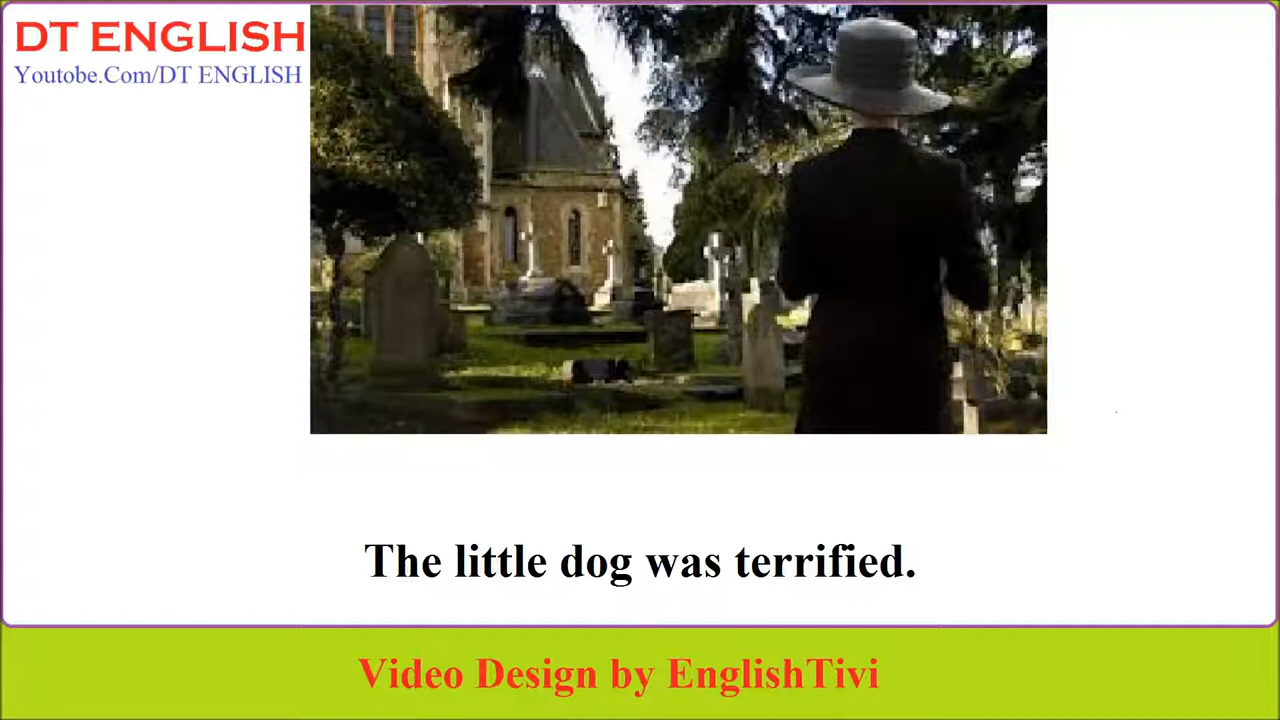 DT ENGLISH
Youtobe.Com/DT ENGLISH
The little dog was terrified.
Video Design by EnglishTivi